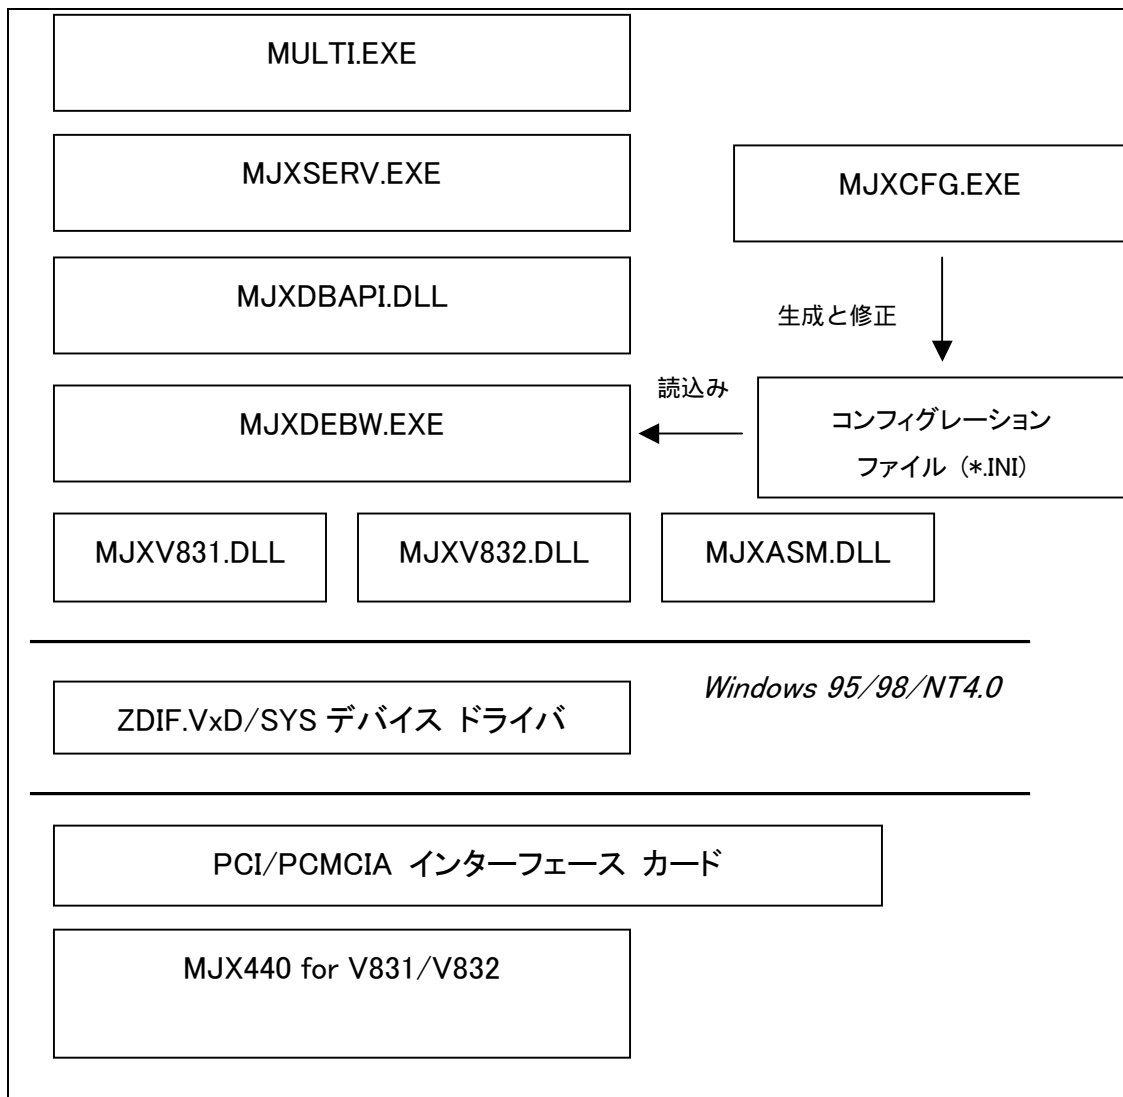 MULTI.EXE
MJXSERV.EXE
MJXCFG.EXE
MJXDBAPI.DLL
生成と修正
読込み
MJXDEBW.EXE
コンフィグレーション
ファイル (*.INI)
MJXV831.DLL
MJXV832.DLL
MJXASM.DLL
Windows 95/98/NT4.0
ZDIF.VxD/SYS デバイス ドライバ
PCI/PCMCIA インターフェース カード
MJX440 for V831/V832